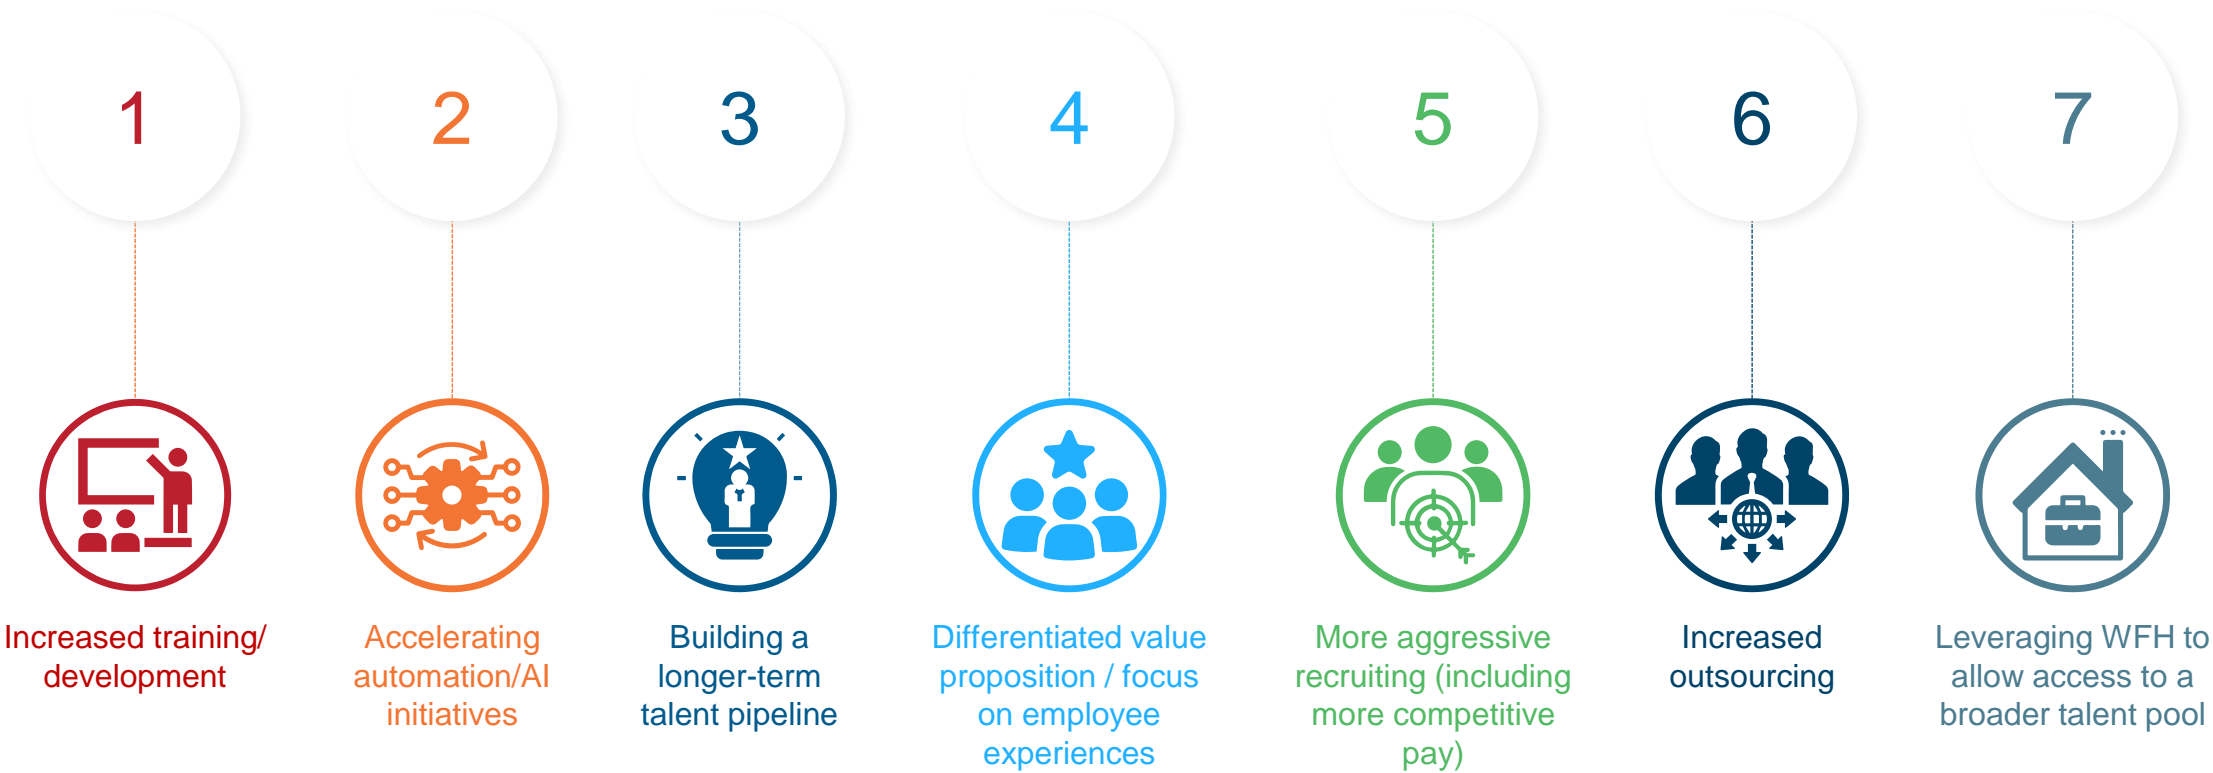 1
2
3
4
5
6
7
Increased training/
development
Accelerating
automation/AI
initiatives
Building a
longer-term
talent pipeline
Differentiated value
proposition / focus
on employee
experiences
More aggressive
recruiting (including
more competitive
pay)
Increased
outsourcing
Leveraging WFH to
allow access to a
broader talent pool